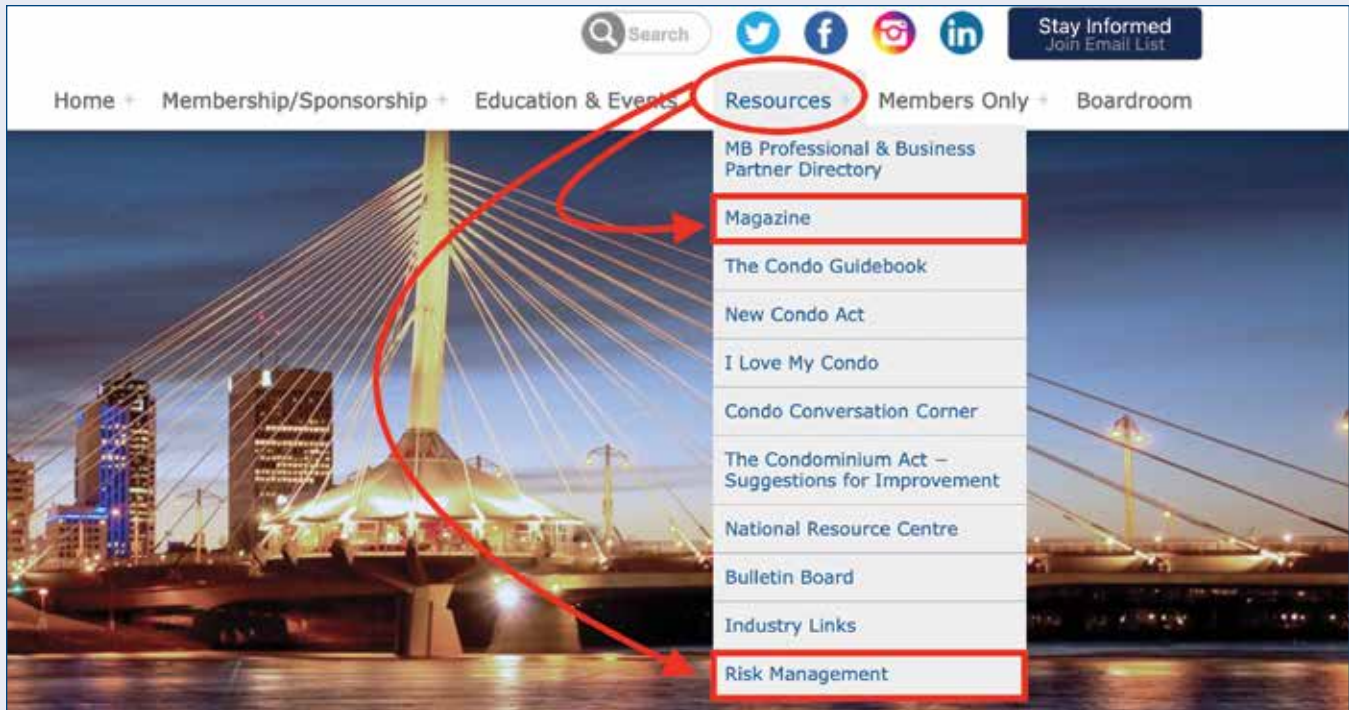 Search
Stay Informed
Join Email List
Home + Membership/Sponsorship + Education & Events Resources + Members Only + Boardroom
MB Professional & Business
Partner Directory
Magazine
The Condo Guidebook
New Condo Act
I Love My Condo
Condo Conversation Corner
The Condominium Act –
Suggestions for Improvement
National Resource Centre
Bulletin Board
Industry Links
Risk Management